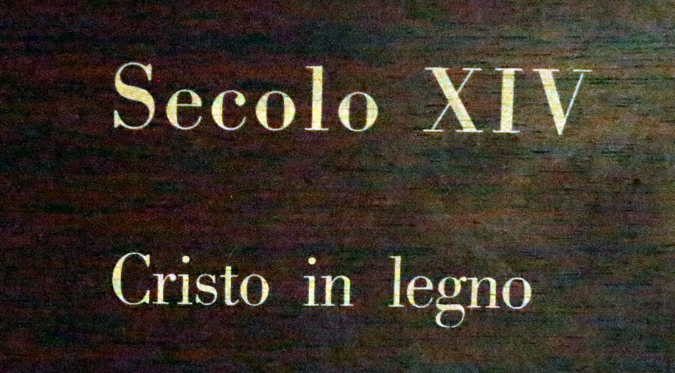 Secolo XIV
Cristo in legno